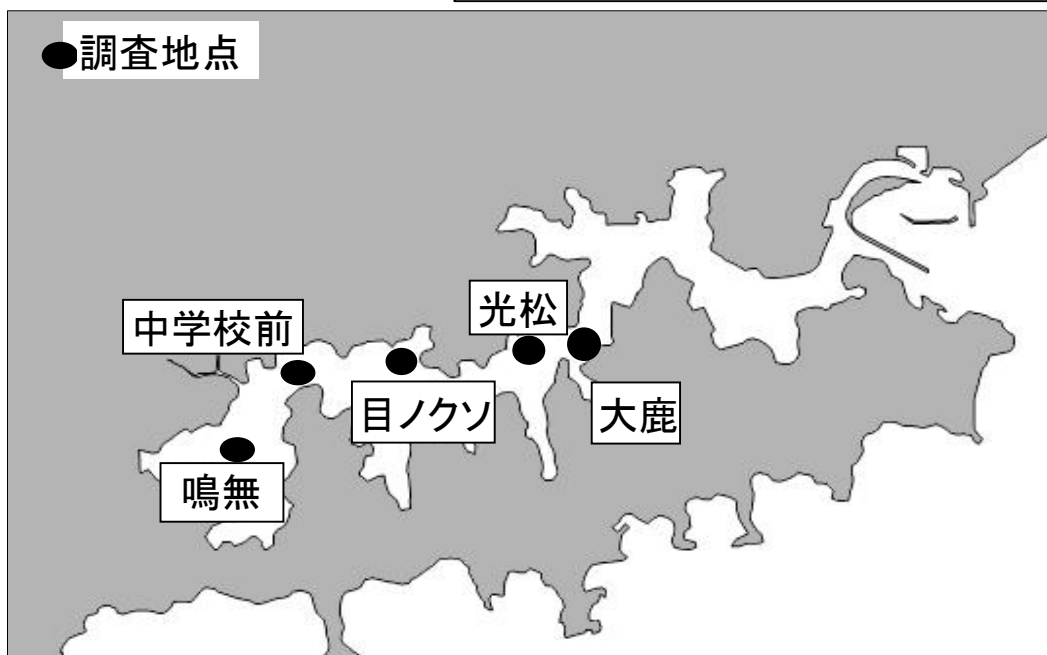 調査地点
光松
中学校前
目ノクソ
大鹿
鳴無